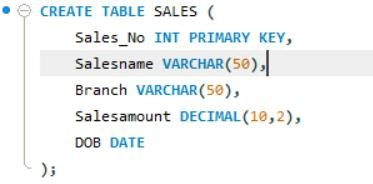 CREATE TABLE SALES (
Sales_No INT PRIMARY KEY,
Salesname VARCHAR(50),
Branch VARCHAR(50),
Salesamount DECIMAL(10,2),
DOB DATE
);